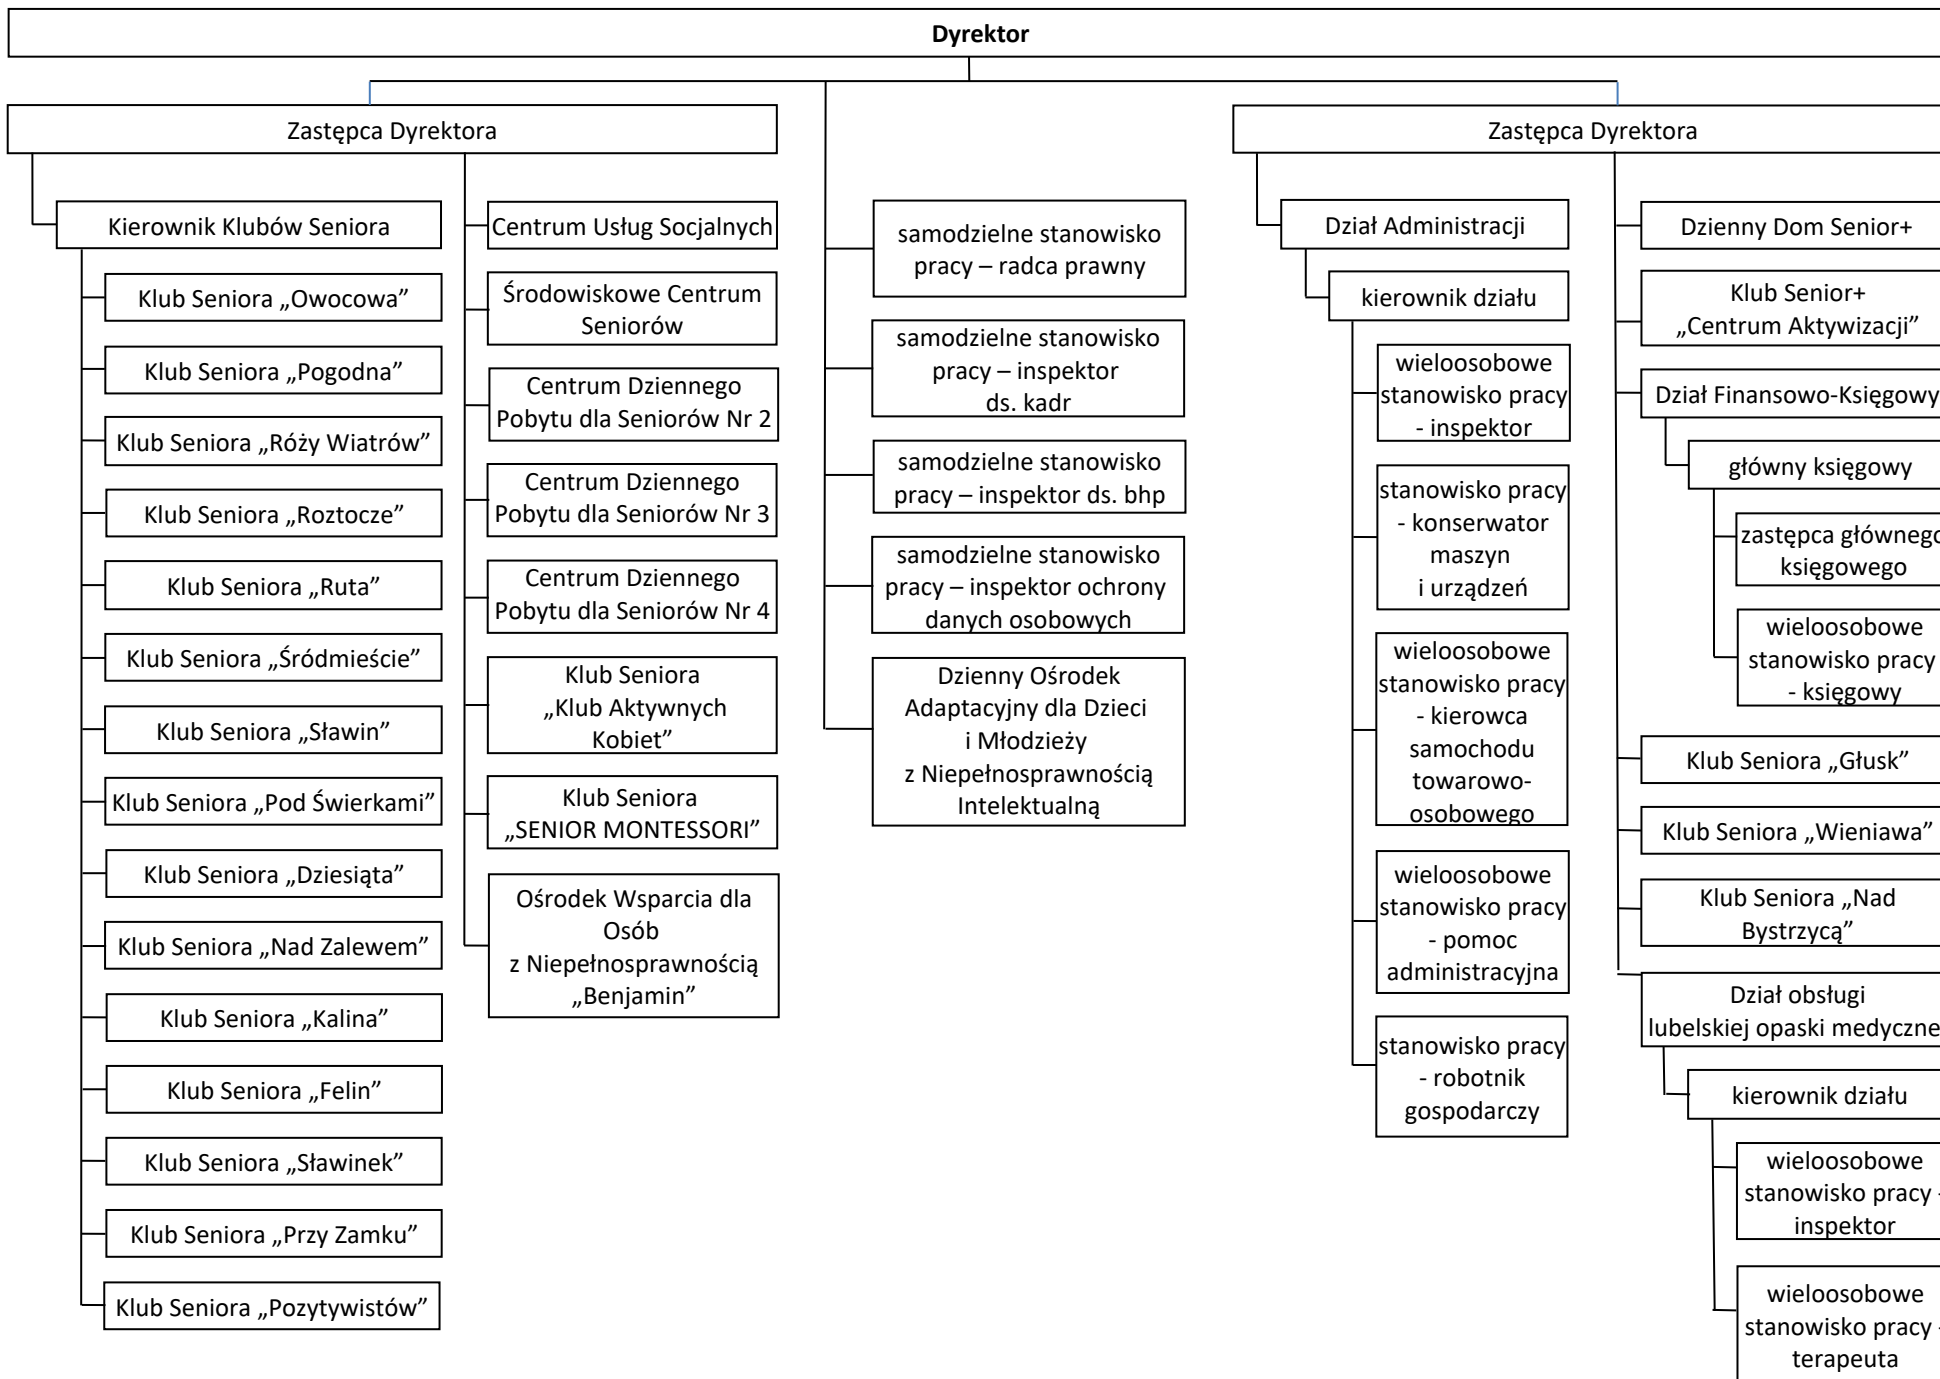 Dyrektor
Zastępca Dyrektora
Kierownik Klubów Seniora
Klub Seniora „Owocowa”
Klub Seniora „Pogodna”
Klub Seniora „Róży Wiatrów”
Klub Seniora „Roztocze”
Klub Seniora „Ruta”
Klub Seniora „Śródmieście”
Klub Seniora „Sławin”
Klub Seniora „Pod Świerkami”
Klub Seniora „Dziesiąta”
Klub Seniora „Nad Zalewem”
Klub Seniora „Kalina”
Klub Seniora „Felin”
Klub Seniora „Sławinek”
Klub Seniora „Przy Zamku”
Klub Seniora „Pozytywistów”
Centrum Usług Socjalnych
Środowiskowe Centrum
Seniorów
Centrum Dziennego
Pobytu dla Seniorów Nr 2
Centrum Dziennego
Pobytu dla Seniorów Nr 3
Centrum Dziennego
Pobytu dla Seniorów Nr 4
Klub Seniora
„Klub Aktywnych
Kobiet”
Klub Seniora
„SENIOR MONTESSORI”
Ośrodek Wsparcia dla
Osób
z Niepełnosprawnością
„Benjamin”
samodzielne stanowisko
pracy – radca prawny
samodzielne stanowisko
pracy – inspektor
ds. kadr
samodzielne stanowisko
pracy – inspektor ds. bhp
samodzielne stanowisko
pracy – inspektor ochrony
danych osobowych
Dzienny Ośrodek
Adaptacyjny dla Dzieci
i Młodzieży
z Niepełnosprawnością
Intelektualną
Zastępca Dyrektora
Dział Administracji
kierownik działu
wieloosobowe
stanowisko pracy
- inspektor
stanowisko pracy
- konserwator
maszyn
i urządzeń
wieloosobowe
stanowisko pracy
- kierowca
samochodu
towarowo-
osobowego
wieloosobowe
stanowisko pracy
- pomoc
administracyjna
stanowisko pracy
- robotnik
gospodarczy
Dzienny Dom Senior+
Klub Senior+
„Centrum Aktywizacji”
Dział Finansowo-Księgowy
główny księgowy
zastępca głównego
księgowego
wieloosobowe
stanowisko pracy
- księgowy
Klub Seniora „Głusk”
Klub Seniora „Wieniawa”
Klub Seniora „Nad
Bystrzycą”
Dział obsługi
lubelskiej opaski medyczne
kierownik działu
wieloosobowe
stanowisko pracy -
inspektor
wieloosobowe
stanowisko pracy -
terapeuta